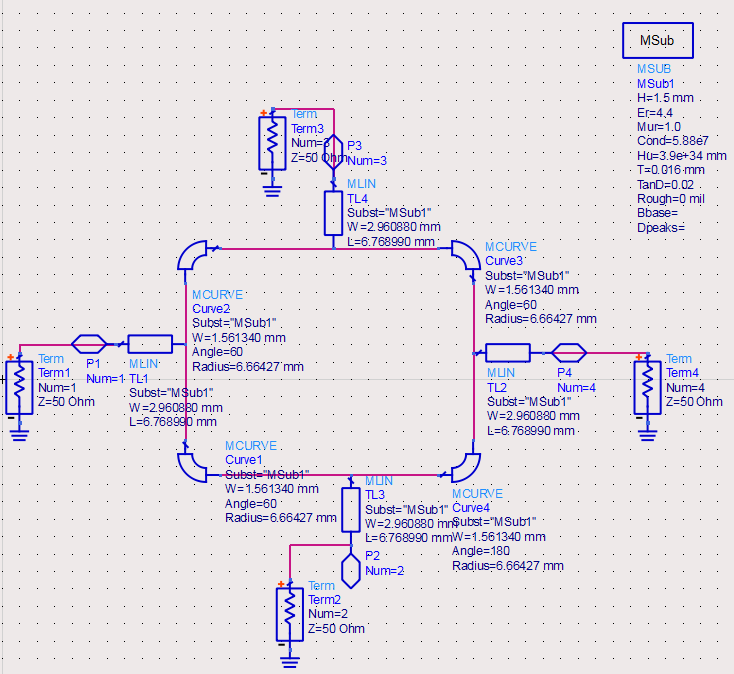 MSub
MSUB
MSub1
H=1.5 mm
Er=4.4
Mur=1.0
Cond=5.88e7
Hu=3.9e+34 mm
T=0.016 mm
TanD=0.02
Rough=0 mil
Bbase=
Dpeaks=
+
Term
Term3
Num=3
Z=50 Ohm
-
P3
Num=3
MLIN
TL4
Subst="MSub1"
W=2.960880 mm
L=6.768990 mm
MCURVE
Curve3
Subst="MSub1"
W=1.561340 mm
Angle=60
Radius=6.66427 mm
MCURVE
Curve2
Subst="MSub1"
W=1.561340 mm
Angle=60
Radius=6.66427 mm
+
Term
Term1
Num=1
Z=50 Ohm
-
P1
Num=1
MLIN
TL1
Subst="MSub1"
W=2.960880 mm
L=6.768990 mm
MLIN
TL2
Subst="MSub1"
W=2.960880 mm
L=6.768990 mm
P4
Num=4
+
Term
Term4
Num=4
Z=50 Ohm
-
MCURVE
Curve1
Subst="MSub1"
W=1.561340 mm
Angle=60
Radius=6.66427 mm
MLIN
TL3
Subst="MSub1"
W=2.960880 mm
L=6.768990 mm
MCURVE
Curve4
Subst="MSub1"
W=1.561340 mm
Angle=180
Radius=6.66427 mm
P2
Num=2
+
Term
Term2
Num=2
Z=50 Ohm
-